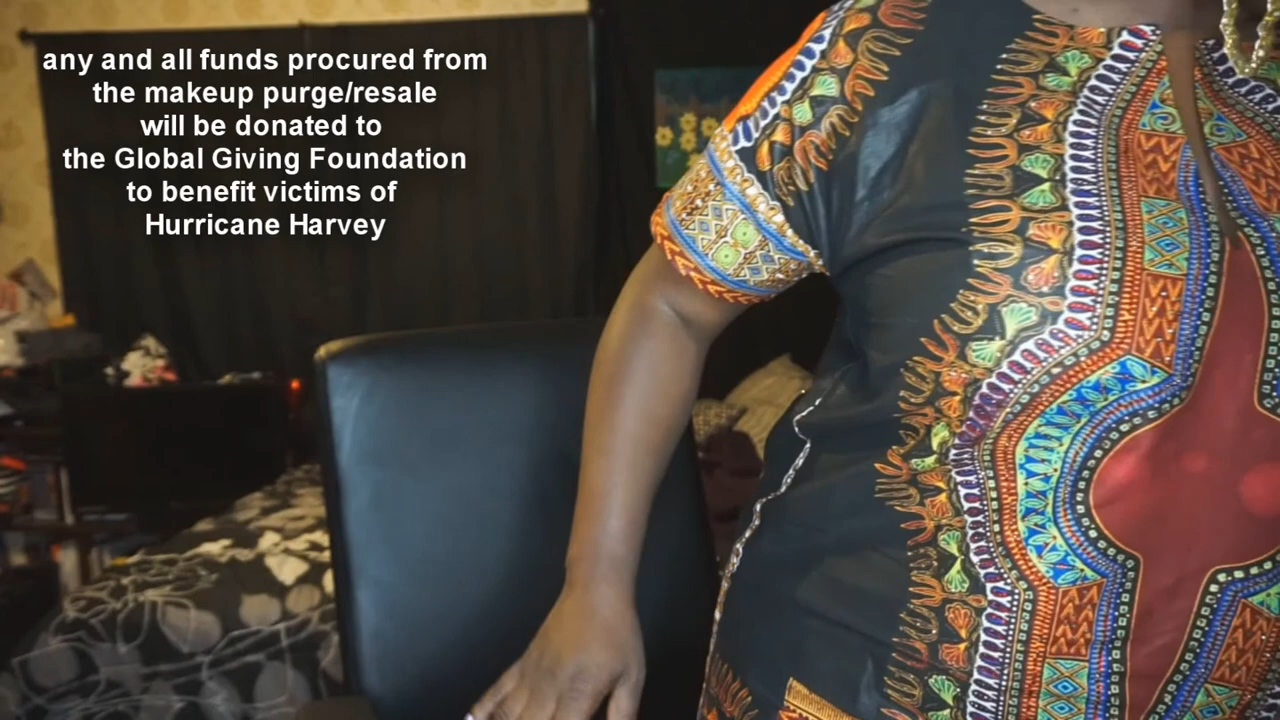 any and all funds procured from
the makeup purge/resale
will be donated to
the Global Giving Foundation
to benefit victims of
Hurricane Harvey